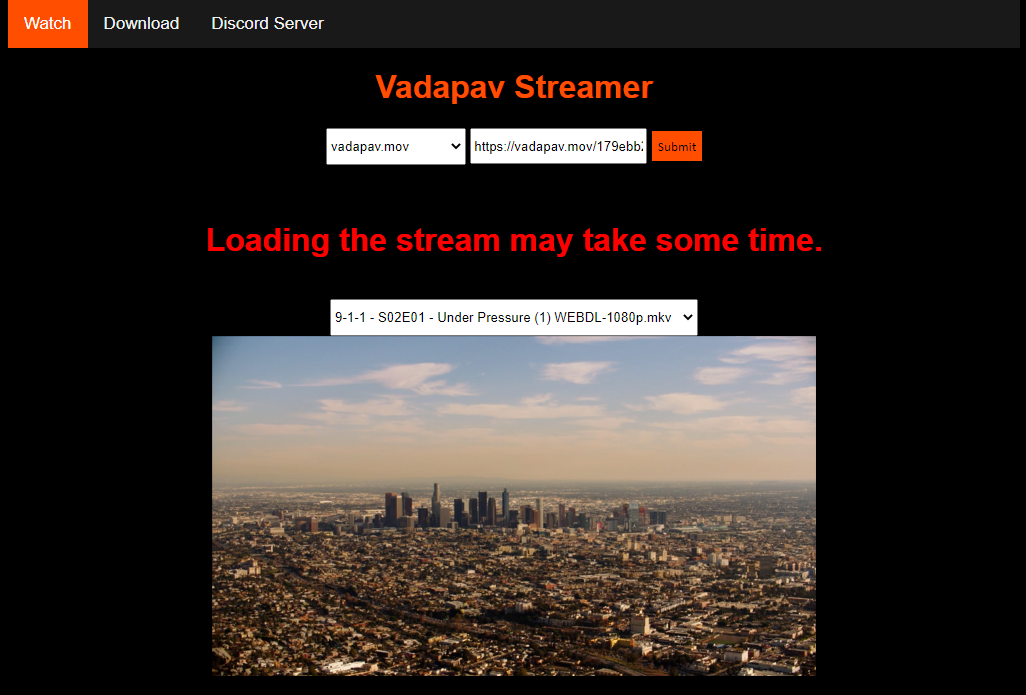 Watch Download Discord Server
Vadapav Streamer
vadapav.mov https://vadapav.mov/179ebb Submit
Loading the stream may take some time.
9-1-1 - S02E01 - Under Pressure (1) WEBDL-1080p.mkv